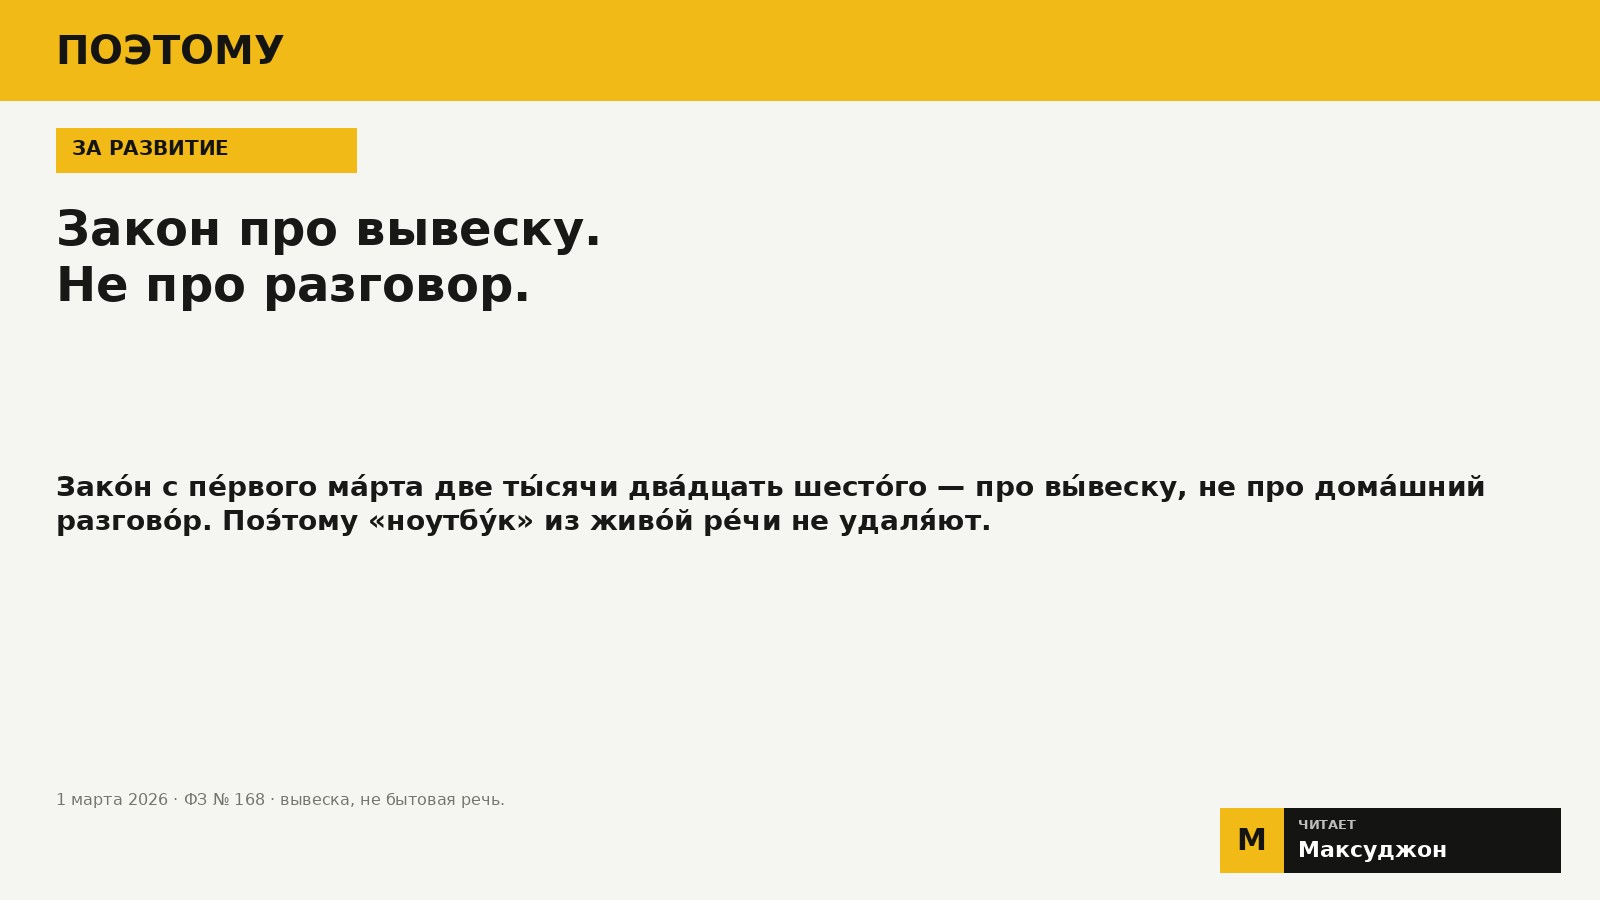 ПОЭТОМУ
ЗА РАЗВИТИЕ
Закон про вывеску.
Не про разговор.
Зако́н с пе́рвого ма́рта две ты́сячи два́дцать шесто́го — про вы́веску, не про дома́шний
разгово́р. Поэ́тому «ноутбу́к» из живо́й ре́чи не удаля́ют.
1 марта 2026 · ФЗ № 168 · вывеска, не бытовая речь.
М
ЧИТАЕТ
Максуджон